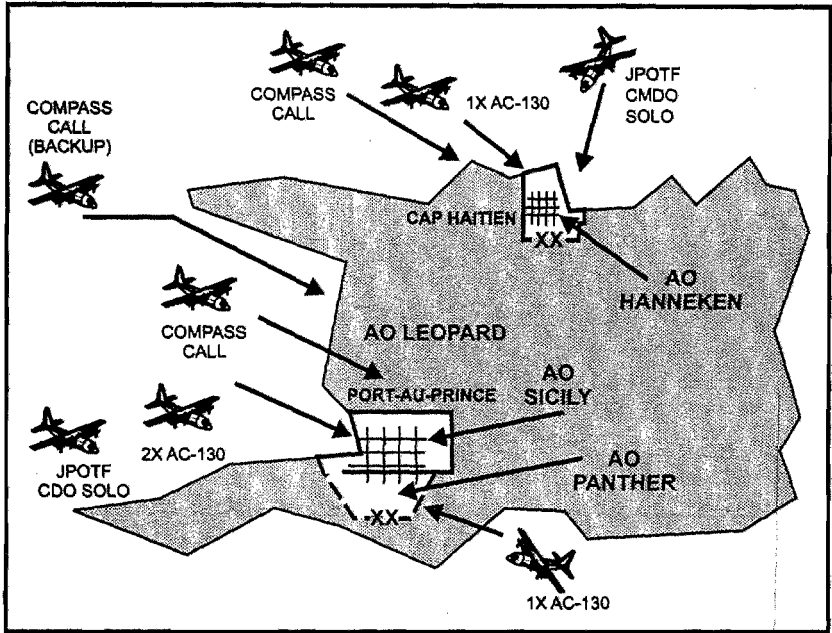 COMPASS
CALL
1X AC-130
JPOTF
CMDO
SOLO
COMPASS
CALL
(BACKUP)
CAP HAITIEN
XX
AO
HANNEKEN
COMPASS
CALL
AO LEOPARD
PORT-AU-PRINCE
AO
SICILY
2X AC-130
JPOTF
CDO SOLO
AO
PANTHER
XX
1X AC-130